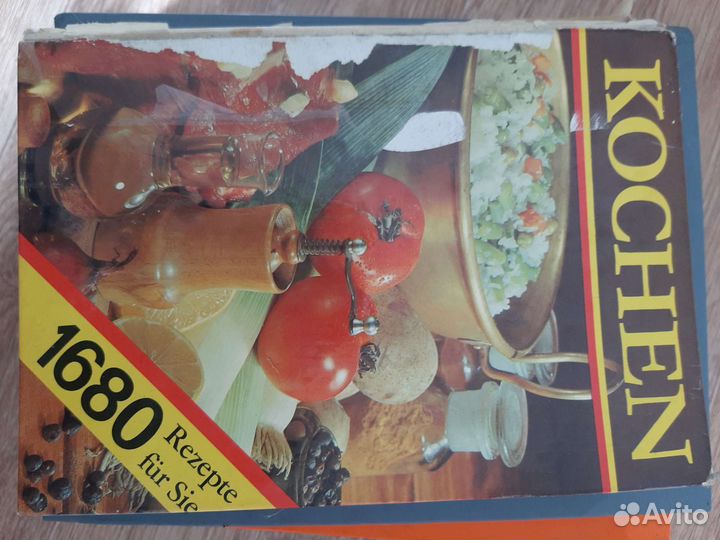 KOCHEN
1680
Rezepte
für Sie
Avito